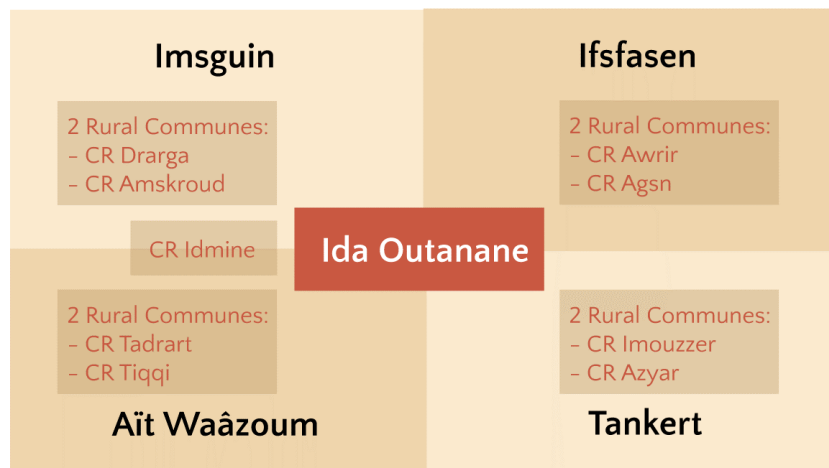 Imsguin
2 Rural Communes:
- CR Drarga
- CR Amskroud
Ifsfasen
2 Rural Communes:
- CR Awrir
- CR Agsn
CR Idmine
Ida Outanane
2 Rural Communes:
- CR Tadrart
- CR Tiqqi
Aït Waâzoum
2 Rural Communes:
- CR Imouzzer
- CR Azyar
Tankert